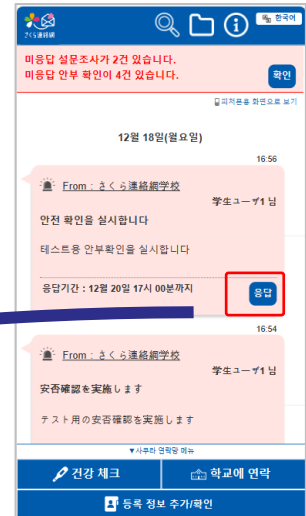 さくら連絡網
한국어
미응답 설문조사가 2건 있습니다.
미응답 안부 확인이 4건 있습니다.
확인
피처폰용 화면으로 보기
12월 18일(월요일)
16:56
From : さくら連絡綱学校
学生ユーザ1 님
안전 확인을 실시합니다
테스트용 안부확인을 실시합니다
응답기간 : 12월 20일 17시 00분까지
응답
16:54
From : さくら連絡綱学校
学生ユーザ1 님
安否確認を実施します
テスト用の安否確認を実施します
▼사쿠라 연락망 메뉴
건강 체크
학교에 연락
등록 정보 추가/확인